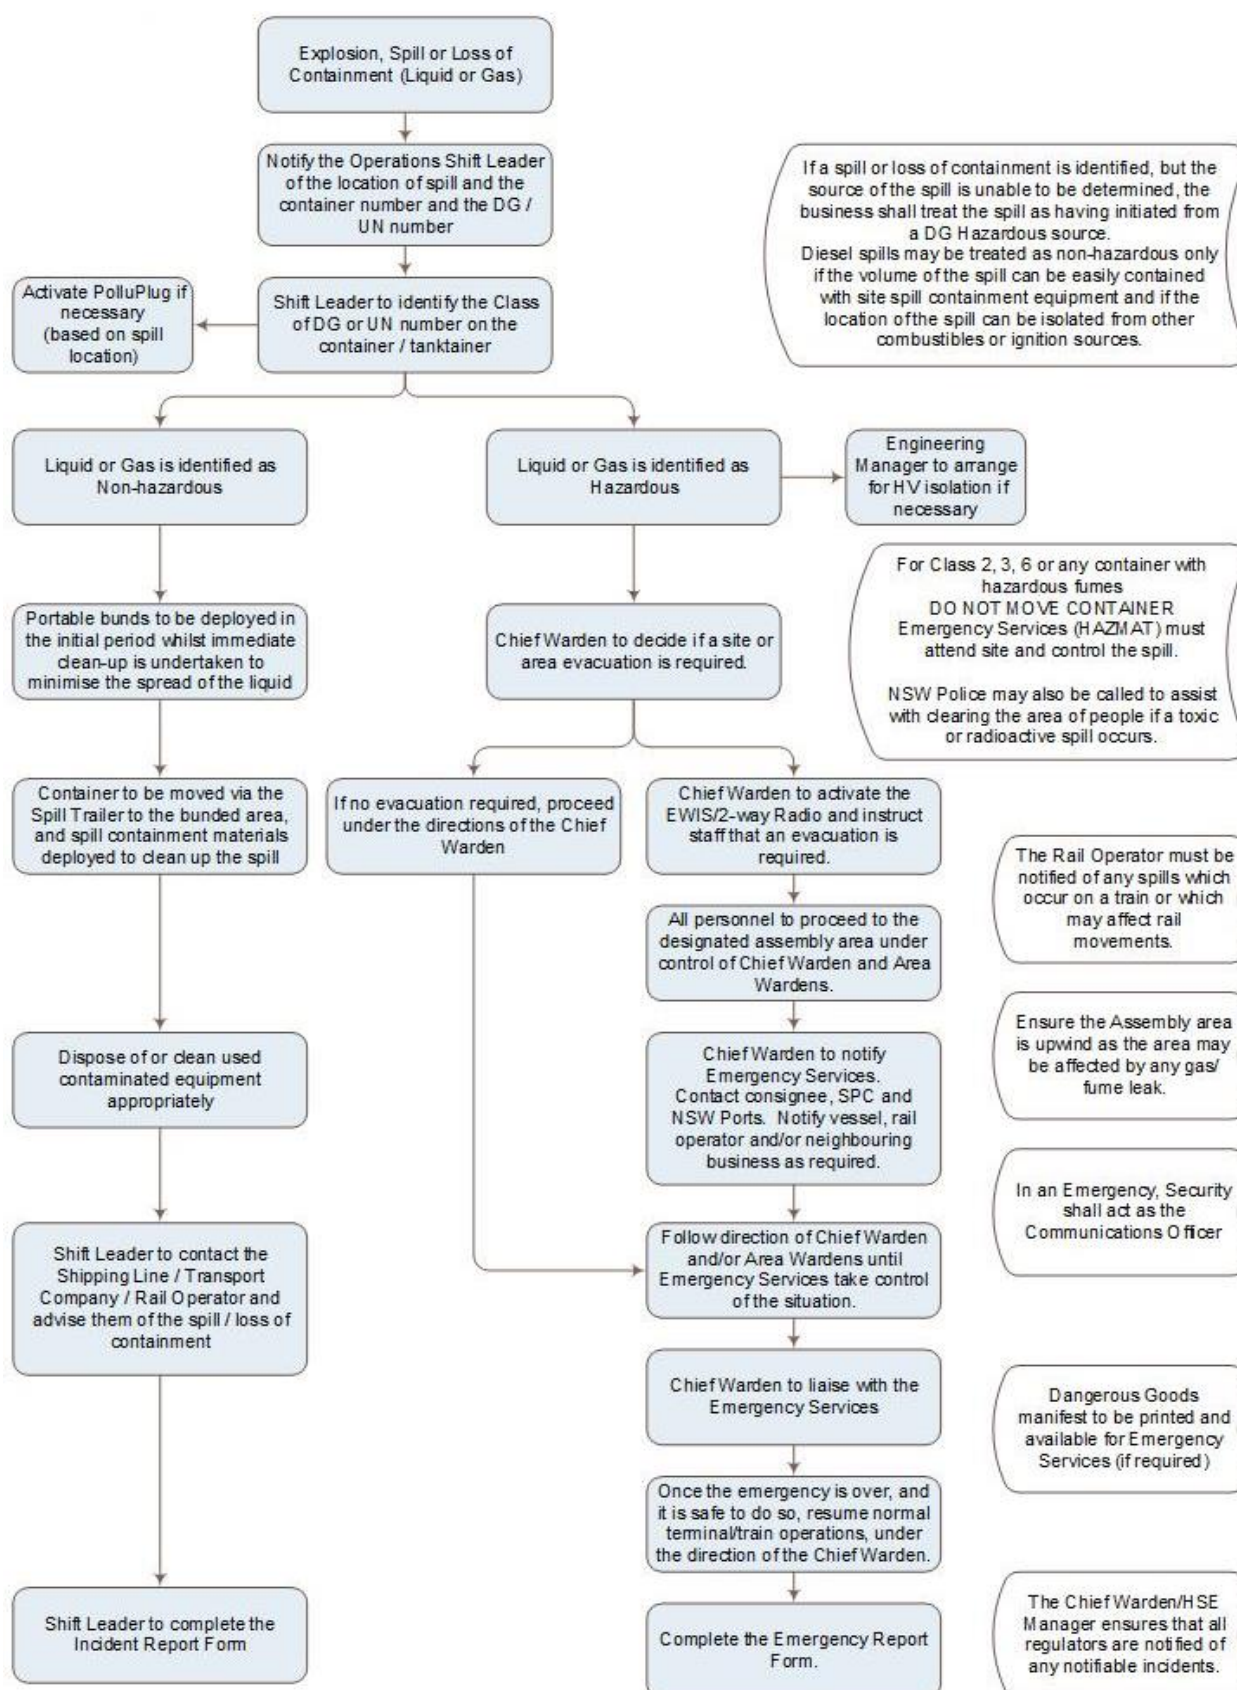 Explosion, Spill or Loss of
Containment (Liquid or Gas)
Notify the Operations Shift Leader
of the location of spill and the
container number and the DG /
UN number
If a spill or loss of containment is identified, but the
source of the spill is unable to be determined, the
business shall treat the spill as having initiated from
a DG Hazardous source.
Diesel spills may be treated as non-hazardous only
if the volume of the spill can be easily contained
with site spill containment equipment and if the
location of the spill can be isolated from other
combustibles or ignition sources.
Activate PolluPlug if
necessary
(based on spill
location)
Shift Leader to identify the Class
of DG or UN number on the
container / tanktainer
Liquid or Gas is identified as
Non-hazardous
Liquid or Gas is identified as
Hazardous
Engineering
Manager to arrange
for HV isolation if
necessary
For Class 2, 3, 6 or any container with
hazardous fumes
DO NOT MOVE CONTAINER
Emergency Services (HAZMAT) must
attend site and control the spill.
NSW Police may also be called to assist
with clearing the area of people if a toxic
or radioactive spill occurs.
Portable bunds to be deployed in
the initial period whilst immediate
clean-up is undertaken to
minimise the spread of the liquid
Chief Warden to decide if a site or
area evacuation is required.
Container to be moved via the
Spill Trailer to the bunded area,
and spill containment materials
deployed to clean up the spill
If no evacuation required, proceed
under the directions of the Chief
Warden
Chief Warden to activate the
EWIS/2-way Radio and instruct
staff that an evacuation is
required.
The Rail Operator must be
notified of any spills which
occur on a train or which
may affect rail
movements.
All personnel to proceed to the
designated assembly area under
control of Chief Warden and Area
Wardens.
Ensure the Assembly area
is upwind as the area may
be affected by any gas/
fume leak.
Dispose of or clean used
contaminated equipment
appropriately
Chief Warden to notify
Emergency Services.
Contact consignee, SPC and
NSW Ports. Notify vessel, rail
operator and/or neighbouring
business as required.
In an Emergency, Security
shall act as the
Communications Officer
Shift Leader to contact the
Shipping Line / Transport
Company / Rail Operator and
advise them of the spill / loss of
containment
Follow direction of Chief Warden
and/or Area Wardens until
Emergency Services take control
of the situation.
Chief Warden to liaise with the
Emergency Services
Dangerous Goods
manifest to be printed and
available for Emergency
Services (if required)
Once the emergency is over, and
it is safe to do so, resume normal
terminal/train operations, under
the direction of the Chief Warden.
Shift Leader to complete the
Incident Report Form
Complete the Emergency Report
Form.
The Chief Warden/HSE
Manager ensures that all
regulators are notified of
any notifiable incidents.